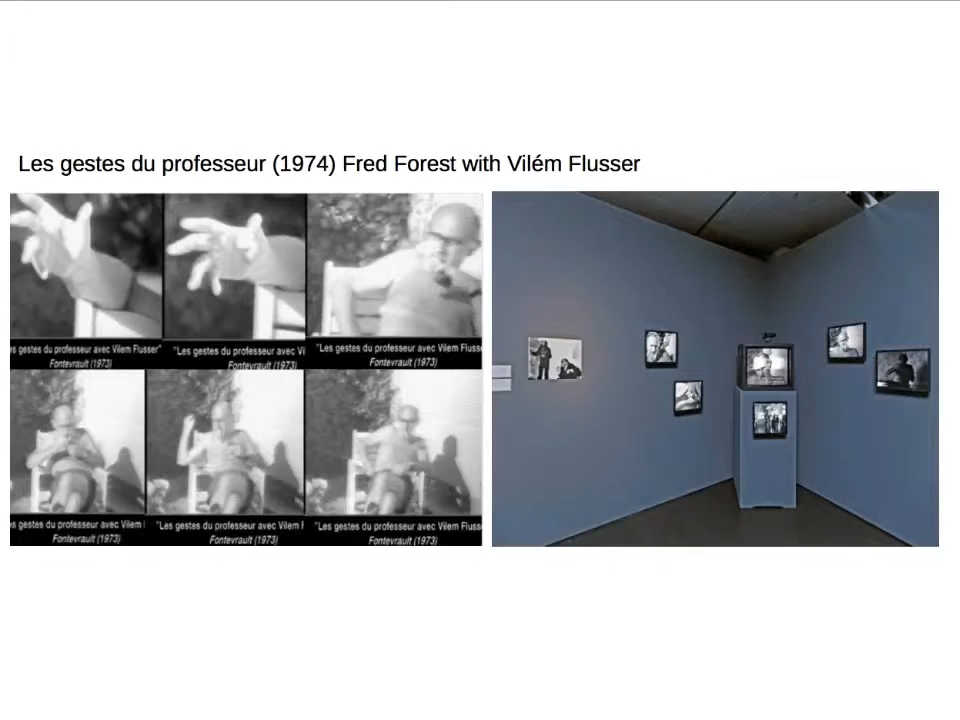 Les gestes du professeur (1974) Fred Forest with Vilém Flusser
s gestes du professeur avec Vilem Flusser"
Fontevrault (1973)
"Les gestes du professeur avec Vi
Fontevrault (1973)
"Les gestes du professeur avec Vilem Fluss
Fontevrault (1973)
s gestes du professeur avec Vilem
Fontevrault (1973)
"Les gestes du professeur avec Vilem F
Fontevrault (1973)
"Les gestes du professeur avec Vilem Fluss
Fontevrault (1973)